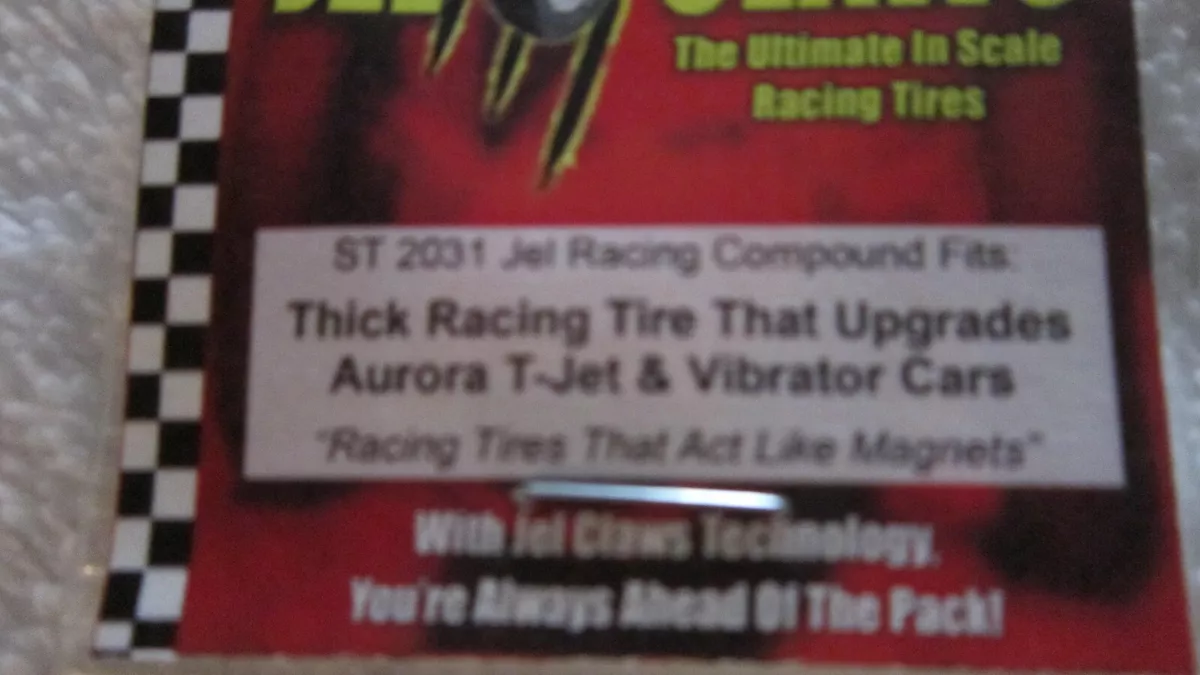 JEL CLAWS
The Ultimate In Scale
Racing Tires
ST 2031 Jel Racing Compound Fits:
Thick Racing Tire That Upgrades
Aurora T-Jet & Vibrator Cars
"Racing Tires That Act Like Magnets"
With Jel Claws Technology,
You're Always Ahead Of The Pack!